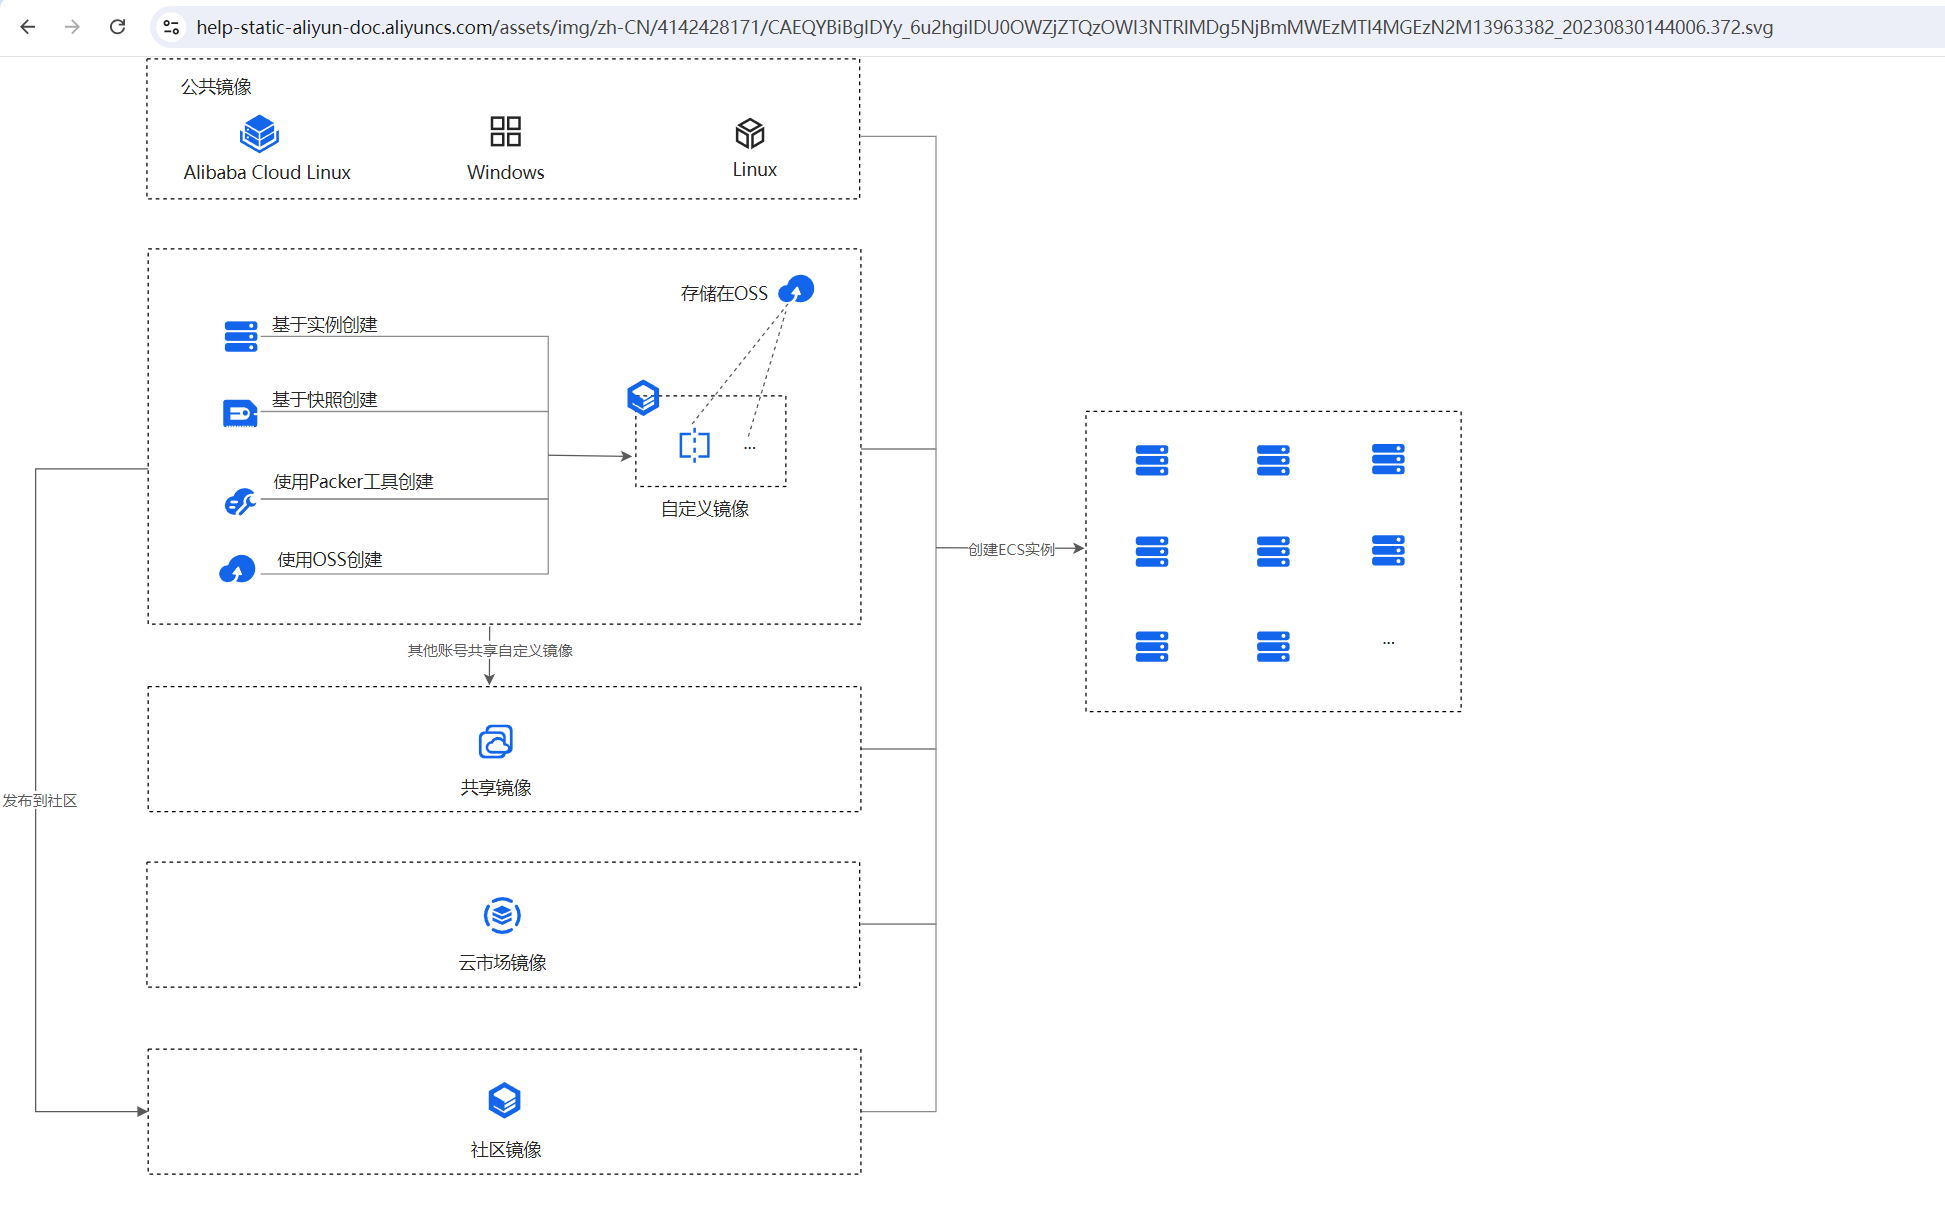 help-static-aliyun-doc.aliyuncs.com/assets/img/zh-CN/4142428171/CAEQYBiBgIDYy_6u2hgiIDU0OWZjZTQzOWI3NTRlMDg5NjBmMWEzMTI4MGEzN2M13963382_20230830144006.372.svg
公共镜像
Alibaba Cloud Linux
Windows
Linux
存储在OSS
基于实例创建
基于快照创建
...
使用Packer工具创建
自定义镜像
使用OSS创建
创建ECS实例
...
其他账号共享自定义镜像
共享镜像
发布到社区
云市场镜像
社区镜像